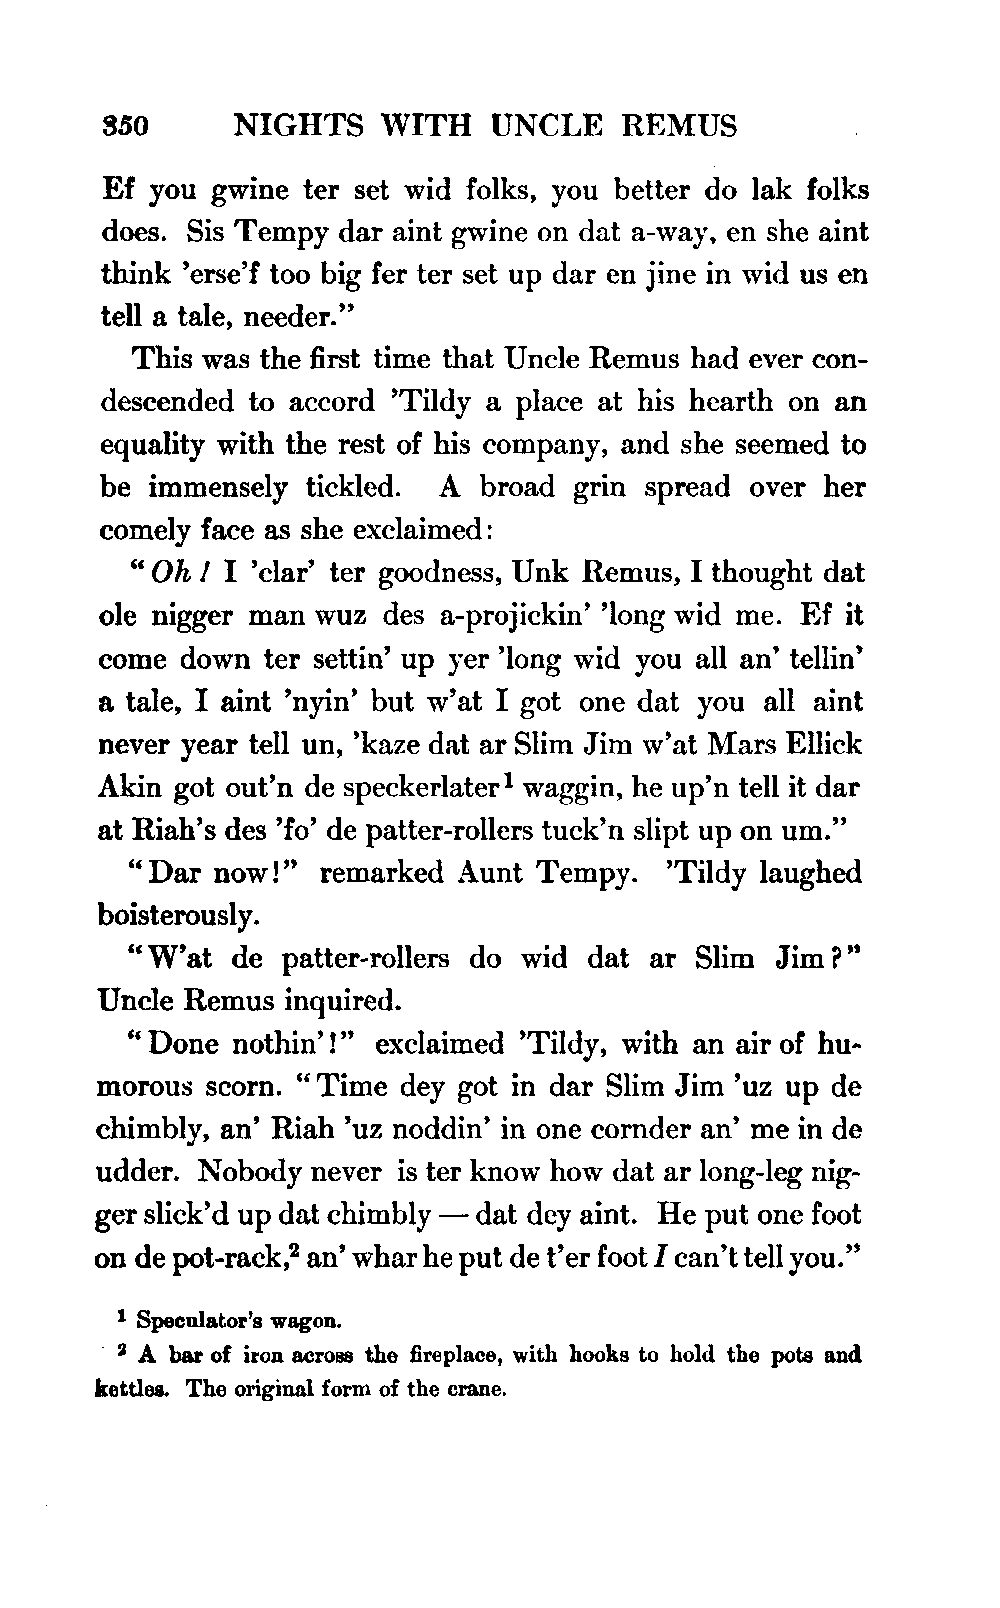 350 NIGHTS WITH UNCLE REMUS
Ef you gwine ter set wid folks, you better do lak folks
does. Sis Tempy dar aint gwine on dat a-way, en she aint
think ’erse’f too big fer ter set up dar en jine in wid us en
tell a tale, needer.”
This was the first time that Uncle Remus had ever con-
descended to accord ’Tildy a place at his hearth on an
equality with the rest of his company, and she seemed to
be immensely tickled. A broad grin spread over her
comely face as she exclaimed:
“Oh! I ’clar’ ter goodness, Unk Remus, I thought dat
ole nigger man wuz des a-projickin’ ’long wid me. Ef it
come down ter settin’ up yer ’long wid you all an’ tellin’
a tale, I aint ’nyin’ but w’at I got one dat you all aint
never year tell un, ’kaze dat ar Slim Jim w’at Mars Ellick
Akin got out’n de speckerlater¹ waggin, he up’n tell it dar
at Riah’s des ’fo’ de patter-rollers tuck’n slipt up on um.”
“Dar now!” remarked Aunt Tempy. ’Tildy laughed
boisterously.
“W’at de patter-rollers do wid dat ar Slim Jim?”
Uncle Remus inquired.
“Done nothin’!” exclaimed ’Tildy, with an air of hu-
morous scorn. “Time dey got in dar Slim Jim ’uz up de
chimbly, an’ Riah ’uz noddin’ in one cornder an’ me in de
udder. Nobody never is ter know how dat ar long-leg nig-
ger slick’d up dat chimbly — dat dey aint. He put one foot
on de pot-rack,² an’ whar he put de t’er foot I can’t tell you.”
¹ Speculator’s wagon.
² A bar of iron across the fireplace, with hooks to hold the pots and
kettles. The original form of the crane.